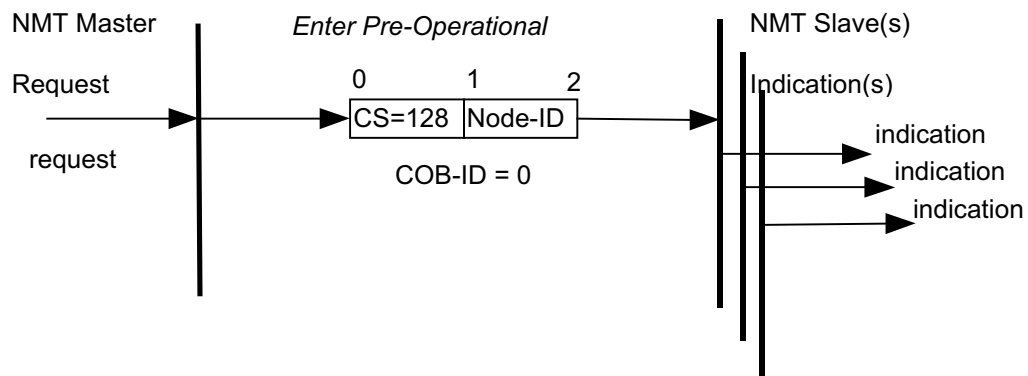 NMT Master
Enter Pre-Operational
NMT Slave(s)
Request
0 1 2
Indication(s)
CS=128 Node-ID
request
COB-ID = 0
indication
indication
indication